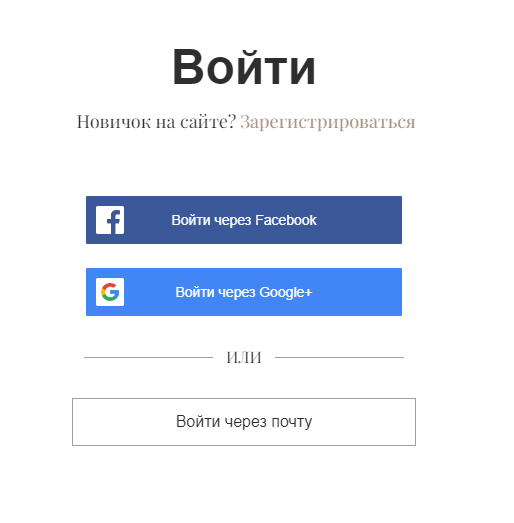 Войти
Новичок на сайте? Зарегистрироваться
Войти через Facebook
Войти через Google+
или
Войти через почту